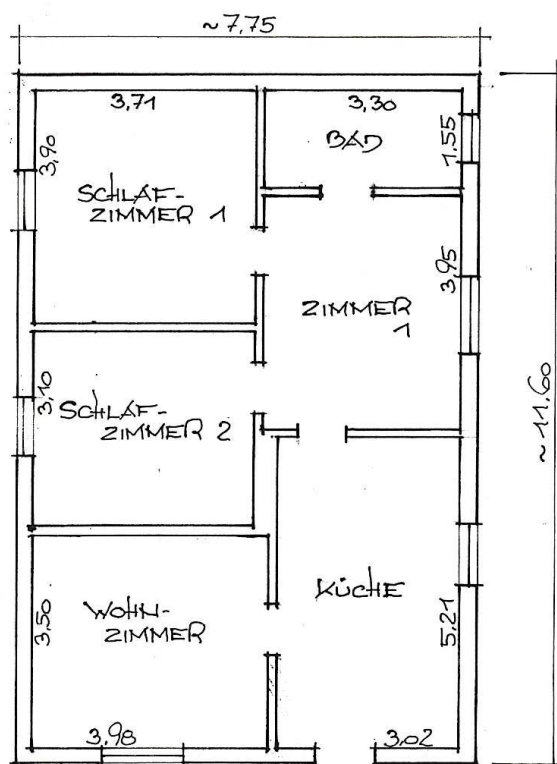 ~7,75
3,71
3,30
BAD
1,55
3,90
SCHLAF-
ZIMMER 1
3,95
ZIMMER
1
~11,60
3,10
SCHLAF-
ZIMMER 2
KÜCHE
WOHN-
ZIMMER
3,50
5,21
3,98
3,02